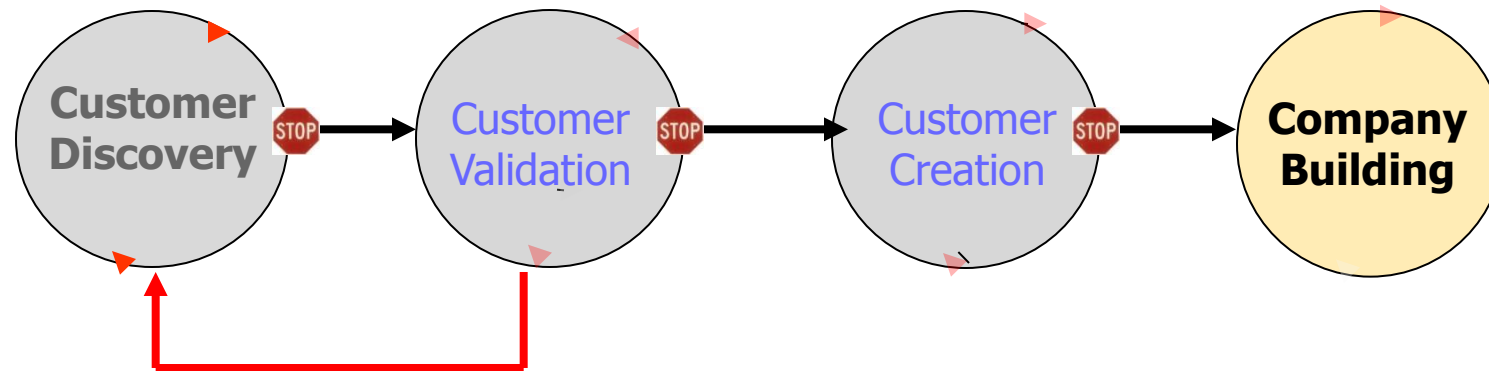 Customer
Discovery
STOP
Customer
Validation
STOP
Customer
Creation
STOP
Company
Building